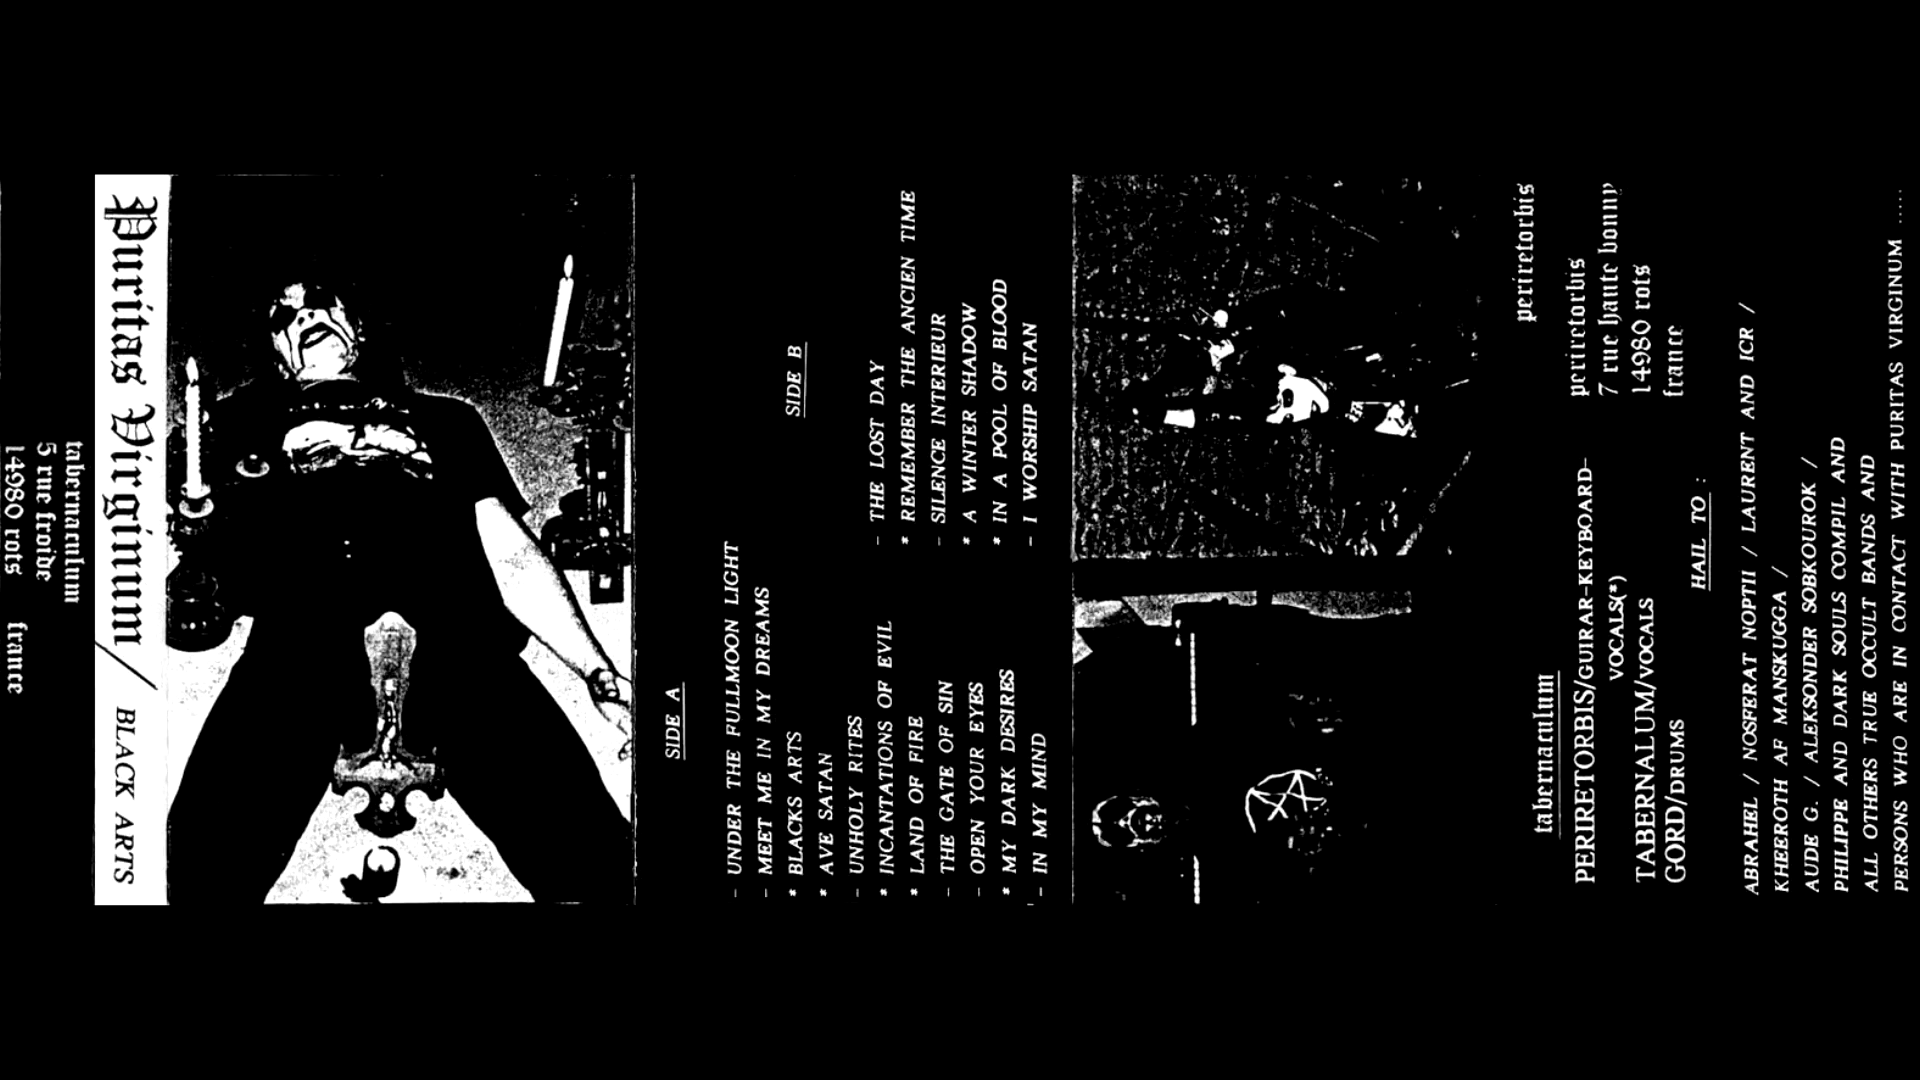 tabernaculum
5 rue froide
14980 rots france
Puritas Virginum / BLACK ARTS
SIDE A
- UNDER THE FULLMOON LIGHT
- MEET ME IN MY DREAMS
* BLACKS ARTS
* AVE SATAN
- UNHOLY RITES
* INCANTATIONS OF EVIL
* LAND OF FIRE
- THE GATE OF SIN
- OPEN YOUR EYES
* MY DARK DESIRES
- IN MY MIND
SIDE B
- THE LOST DAY
* REMEMBER THE ANCIEN TIME
- SILENCE INTERIEUR
* A WINTER SHADOW
* IN A POOL OF BLOOD
- I WORSHIP SATAN
periretorbis
tabernaculum
periretorbis
7 rue haute bonny
14980 rots
france
PERIRETORBIS/GUIRAR-KEYBOARD-
VOCALS(*)
TABERNALUM/VOCALS
GORD/DRUMS
HAIL TO :
ABRAHEL / NOSFERAT NOPTII / LAURENT AND ICR /
KHEEROTH AF MANSKUGGA /
AUDE G. / ALEKSONDER SOBKOUROK /
PHILIPPE AND DARK SOULS COMPIL AND
ALL OTHERS TRUE OCCULT BANDS AND
PERSONS WHO ARE IN CONTACT WITH PURITAS VIRGINUM .....